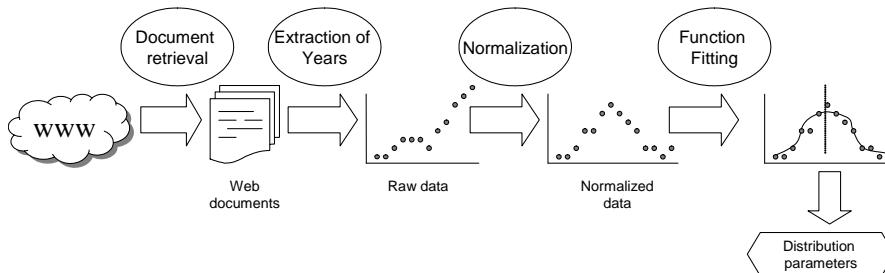 Document
retrieval
Extraction of
Years
Normalization
Function
Fitting
www
Web
documents
Raw data
Normalized
data
Distribution
parameters